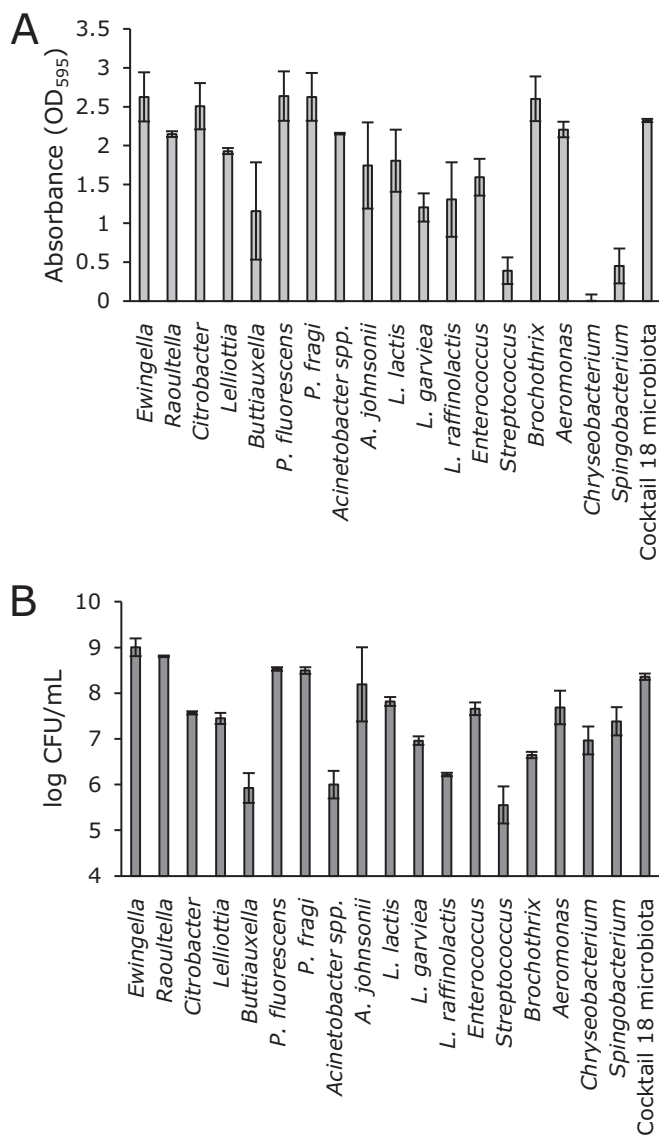 A
Absorbance (OD₅₉₅)
3.5
3
2.5
2
1.5
1
0.5
0
Ewingella
Raoultella
Citrobacter
Lelliottia
Buttiauxella
P. fluorescens
P. fragi
Acinetobacter spp.
A. johnsonii
L. lactis
L. garviea
L. raffinolactis
Enterococcus
Streptococcus
Brochothrix
Aeromonas
Chryseobacterium
Spingobacterium
Cocktail 18 microbiota
B
log CFU/mL
10
9
8
7
6
5
4
Ewingella
Raoultella
Citrobacter
Lelliottia
Buttiauxella
P. fluorescens
P. fragi
Acinetobacter spp.
A. johnsonii
L. lactis
L. garviea
L. raffinolactis
Enterococcus
Streptococcus
Brochothrix
Aeromonas
Chryseobacterium
Spingobacterium
Cocktail 18 microbiota